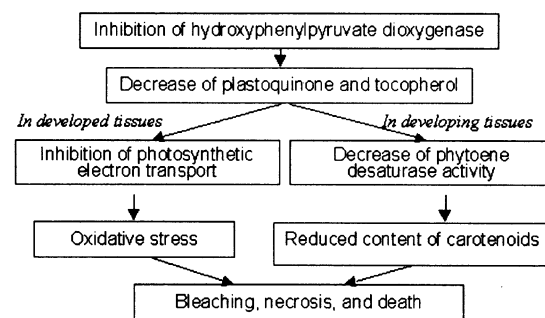 Inhibition of hydroxyphenylpyruvate dioxygenase
Decrease of plastoquinone and tocopherol
In developed tissues
In developing tissues
Inhibition of photosynthetic
electron transport
Decrease of phytoene
desaturase activity
Oxidative stress
Reduced content of carotenoids
Bleaching, necrosis, and death